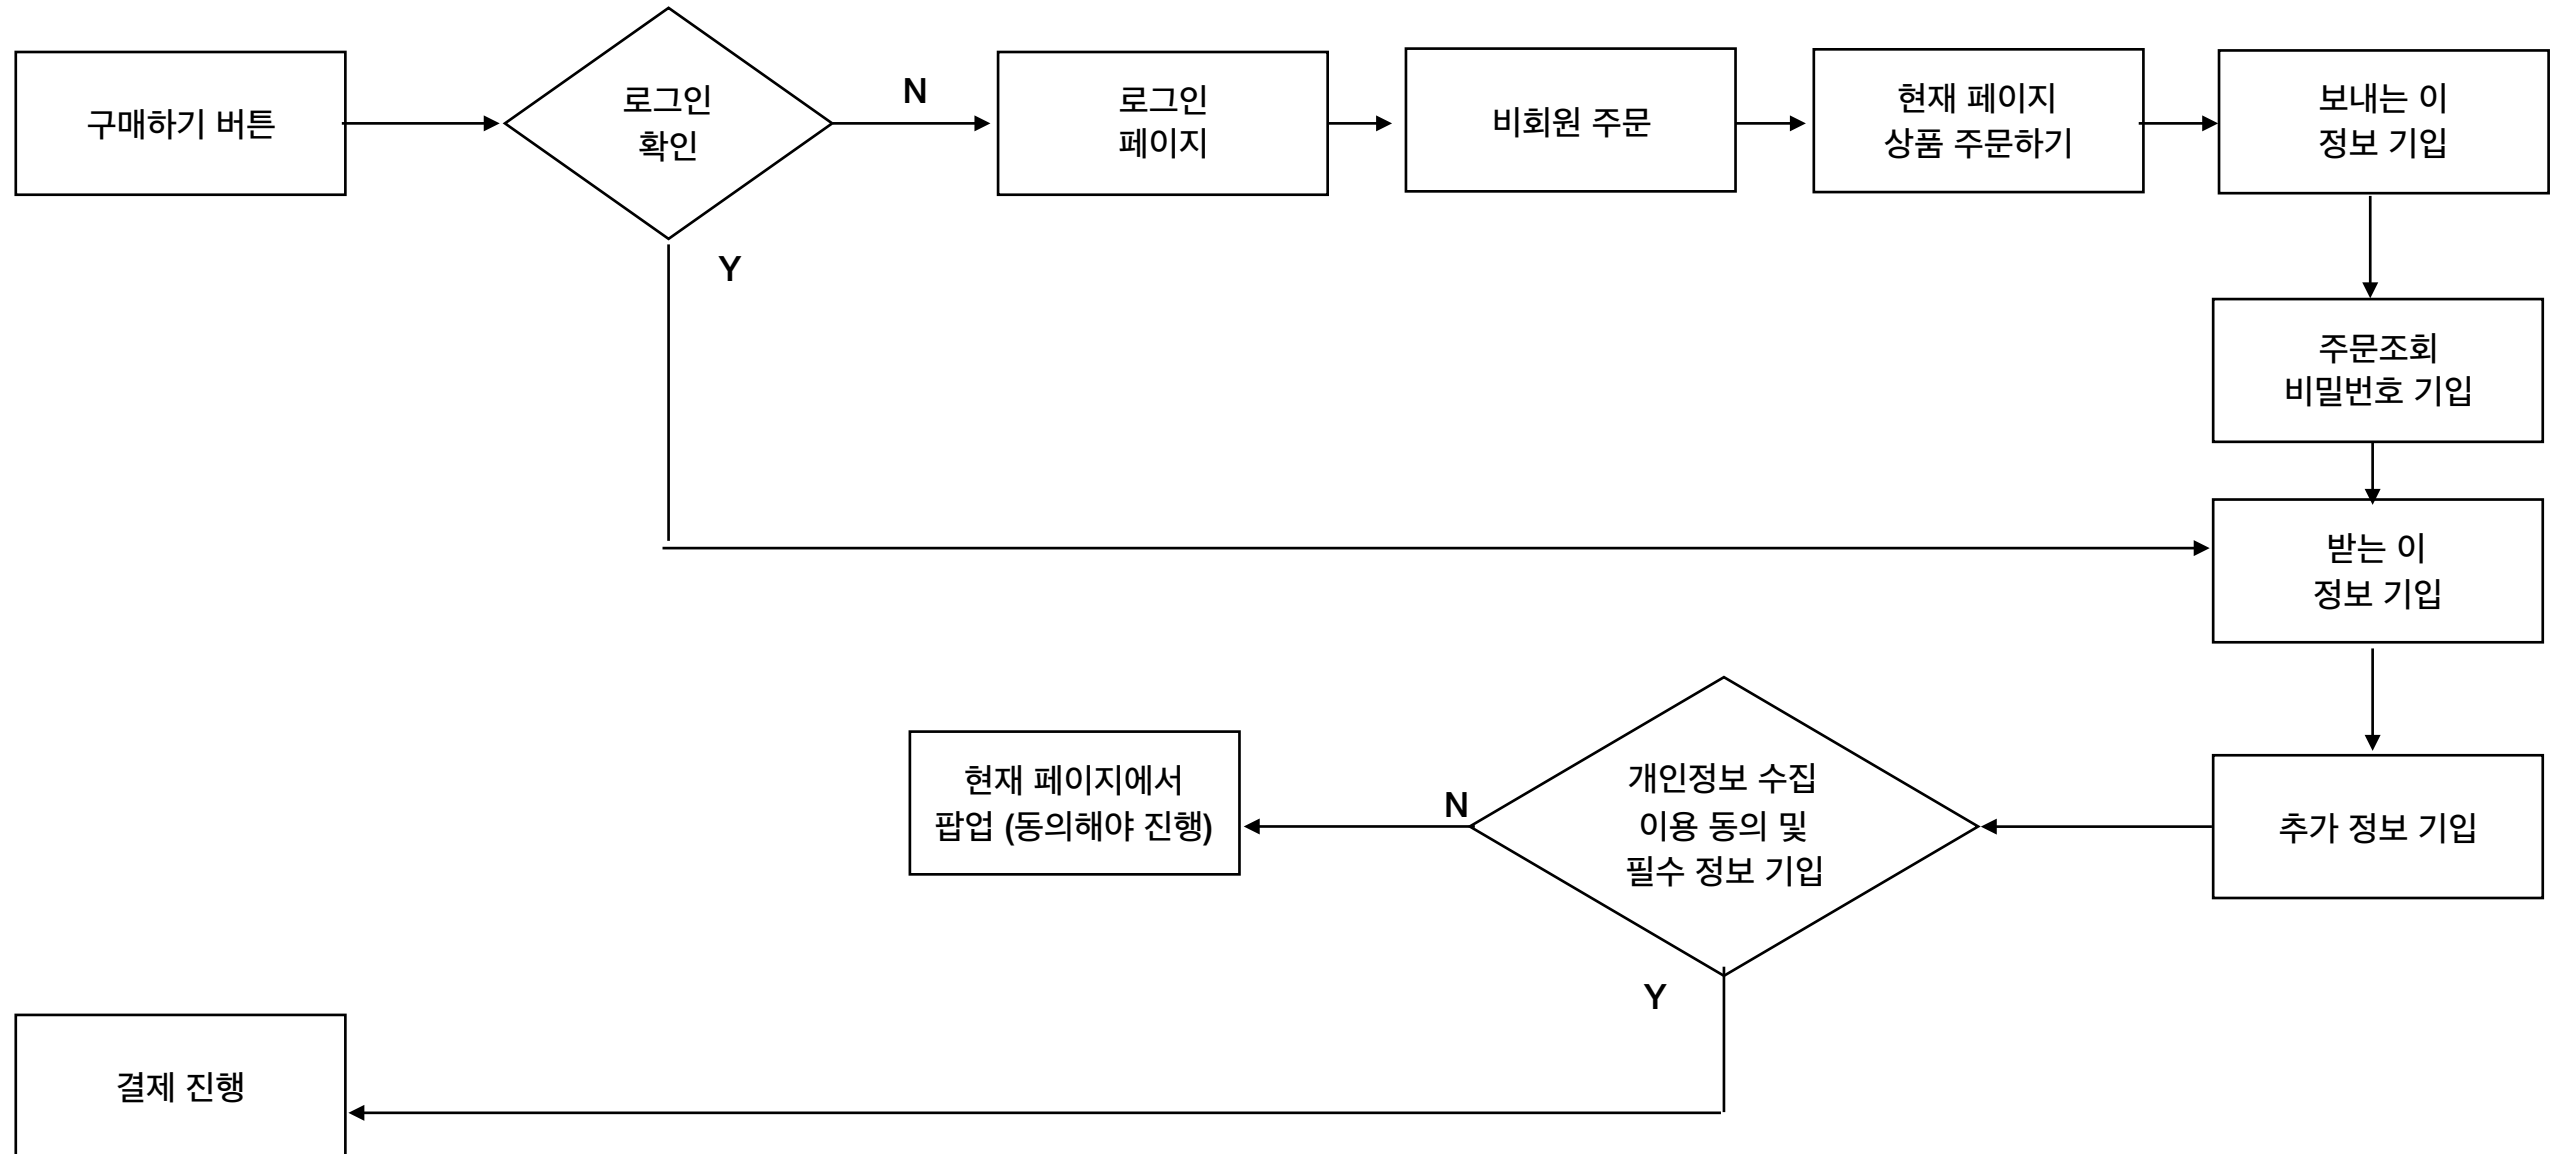 구매하기 버튼
로그인
확인
N
Y
로그인
페이지
비회원 주문
현재 페이지
상품 주문하기
보내는 이
정보 기입
주문조회
비밀번호 기입
받는 이
정보 기입
추가 정보 기입
개인정보 수집
이용 동의 및
필수 정보 기입
N
Y
현재 페이지에서
팝업 (동의해야 진행)
결제 진행